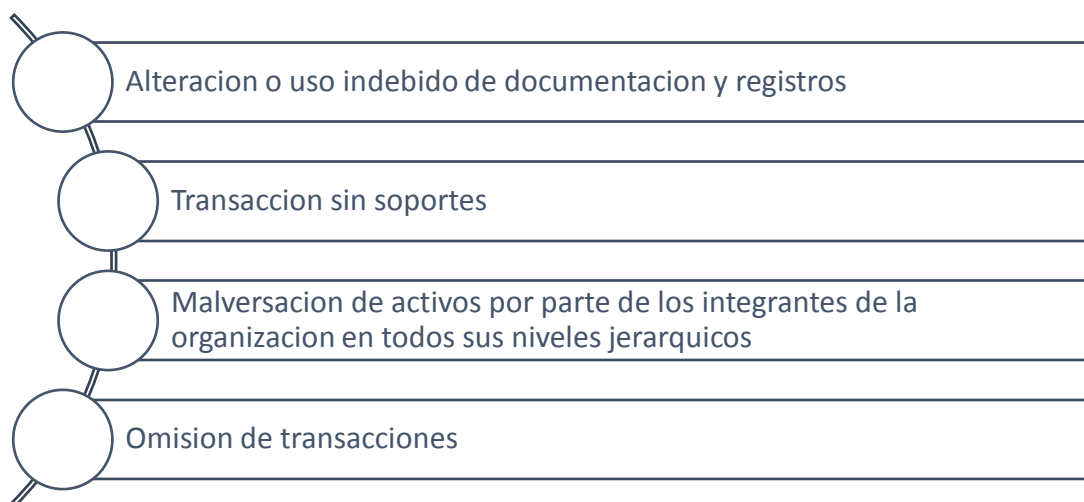 Alteracion o uso indebido de documentacion y registros
Transaccion sin soportes
Malversacion de activos por parte de los integrantes de la
organizacion en todos sus niveles jerarquicos
Omision de transacciones